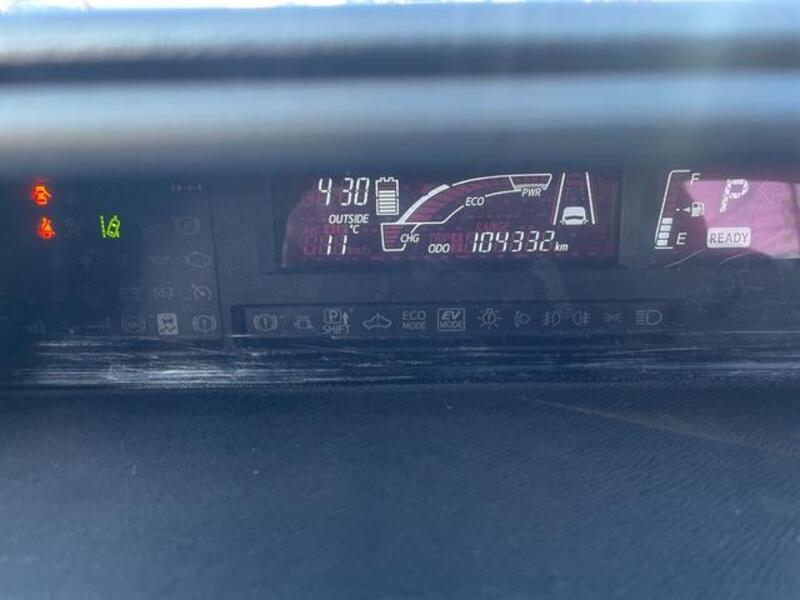 4 30
OUTSIDE
°C
11
CHG
ECO
PWR
ODO 104332 km
F
E
P
READY
P SHIFT
ECO MODE
EV MODE
SET